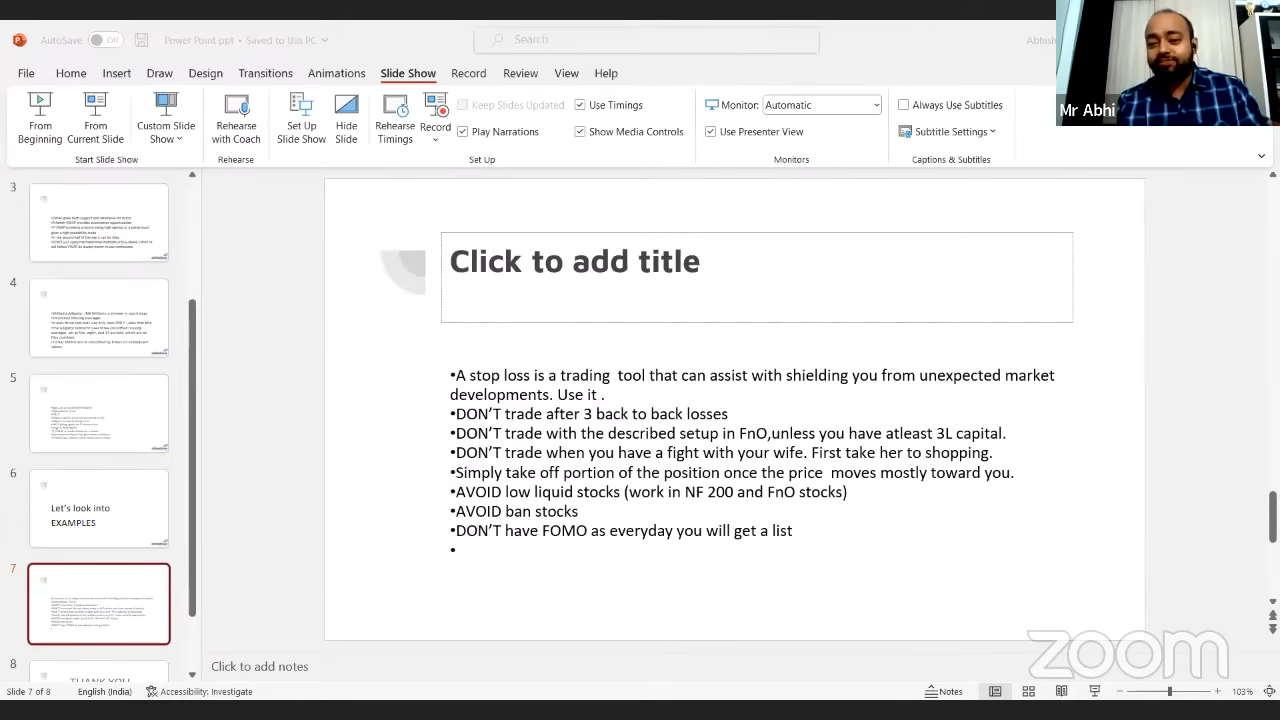 AutoSave Off Power Point ppt • Saved to this PC Search Abhish
File Home Insert Draw Design Transitions Animations Slide Show Record Review View Help
From Beginning
From Current Slide
Custom Slide Show
Start Slide Show
Rehearse with Coach
Rehearse
Set Up Slide Show
Hide Slide
Rehearse Timings
Record
Keep Slides Updated
Play Narrations
Use Timings
Show Media Controls
Set Up
Monitor: Automatic
Use Presenter View
Monitors
Always Use Subtitles
Subtitle Settings
Captions & Subtitles
Mr Abhi
3
4
5
6
Let's look into
EXAMPLES
7
8
THANK YOU
Click to add title
•A stop loss is a trading  tool that can assist with shielding you from unexpected market
developments. Use it .
•DON'T trade after 3 back to back losses
•DON'T trade with the described setup in FnO,unless you have atleast 3L capital.
•DON'T trade when you have a fight with your wife. First take her to shopping.
•Simply take off portion of the position once the price  moves mostly toward you.
•AVOID low liquid stocks (work in NF 200 and FnO stocks)
•AVOID ban stocks
•DON'T have FOMO as everyday you will get a list
•
zoom
Click to add notes
Slide 7 of 8 English (India) Accessibility: Investigate Notes 103%